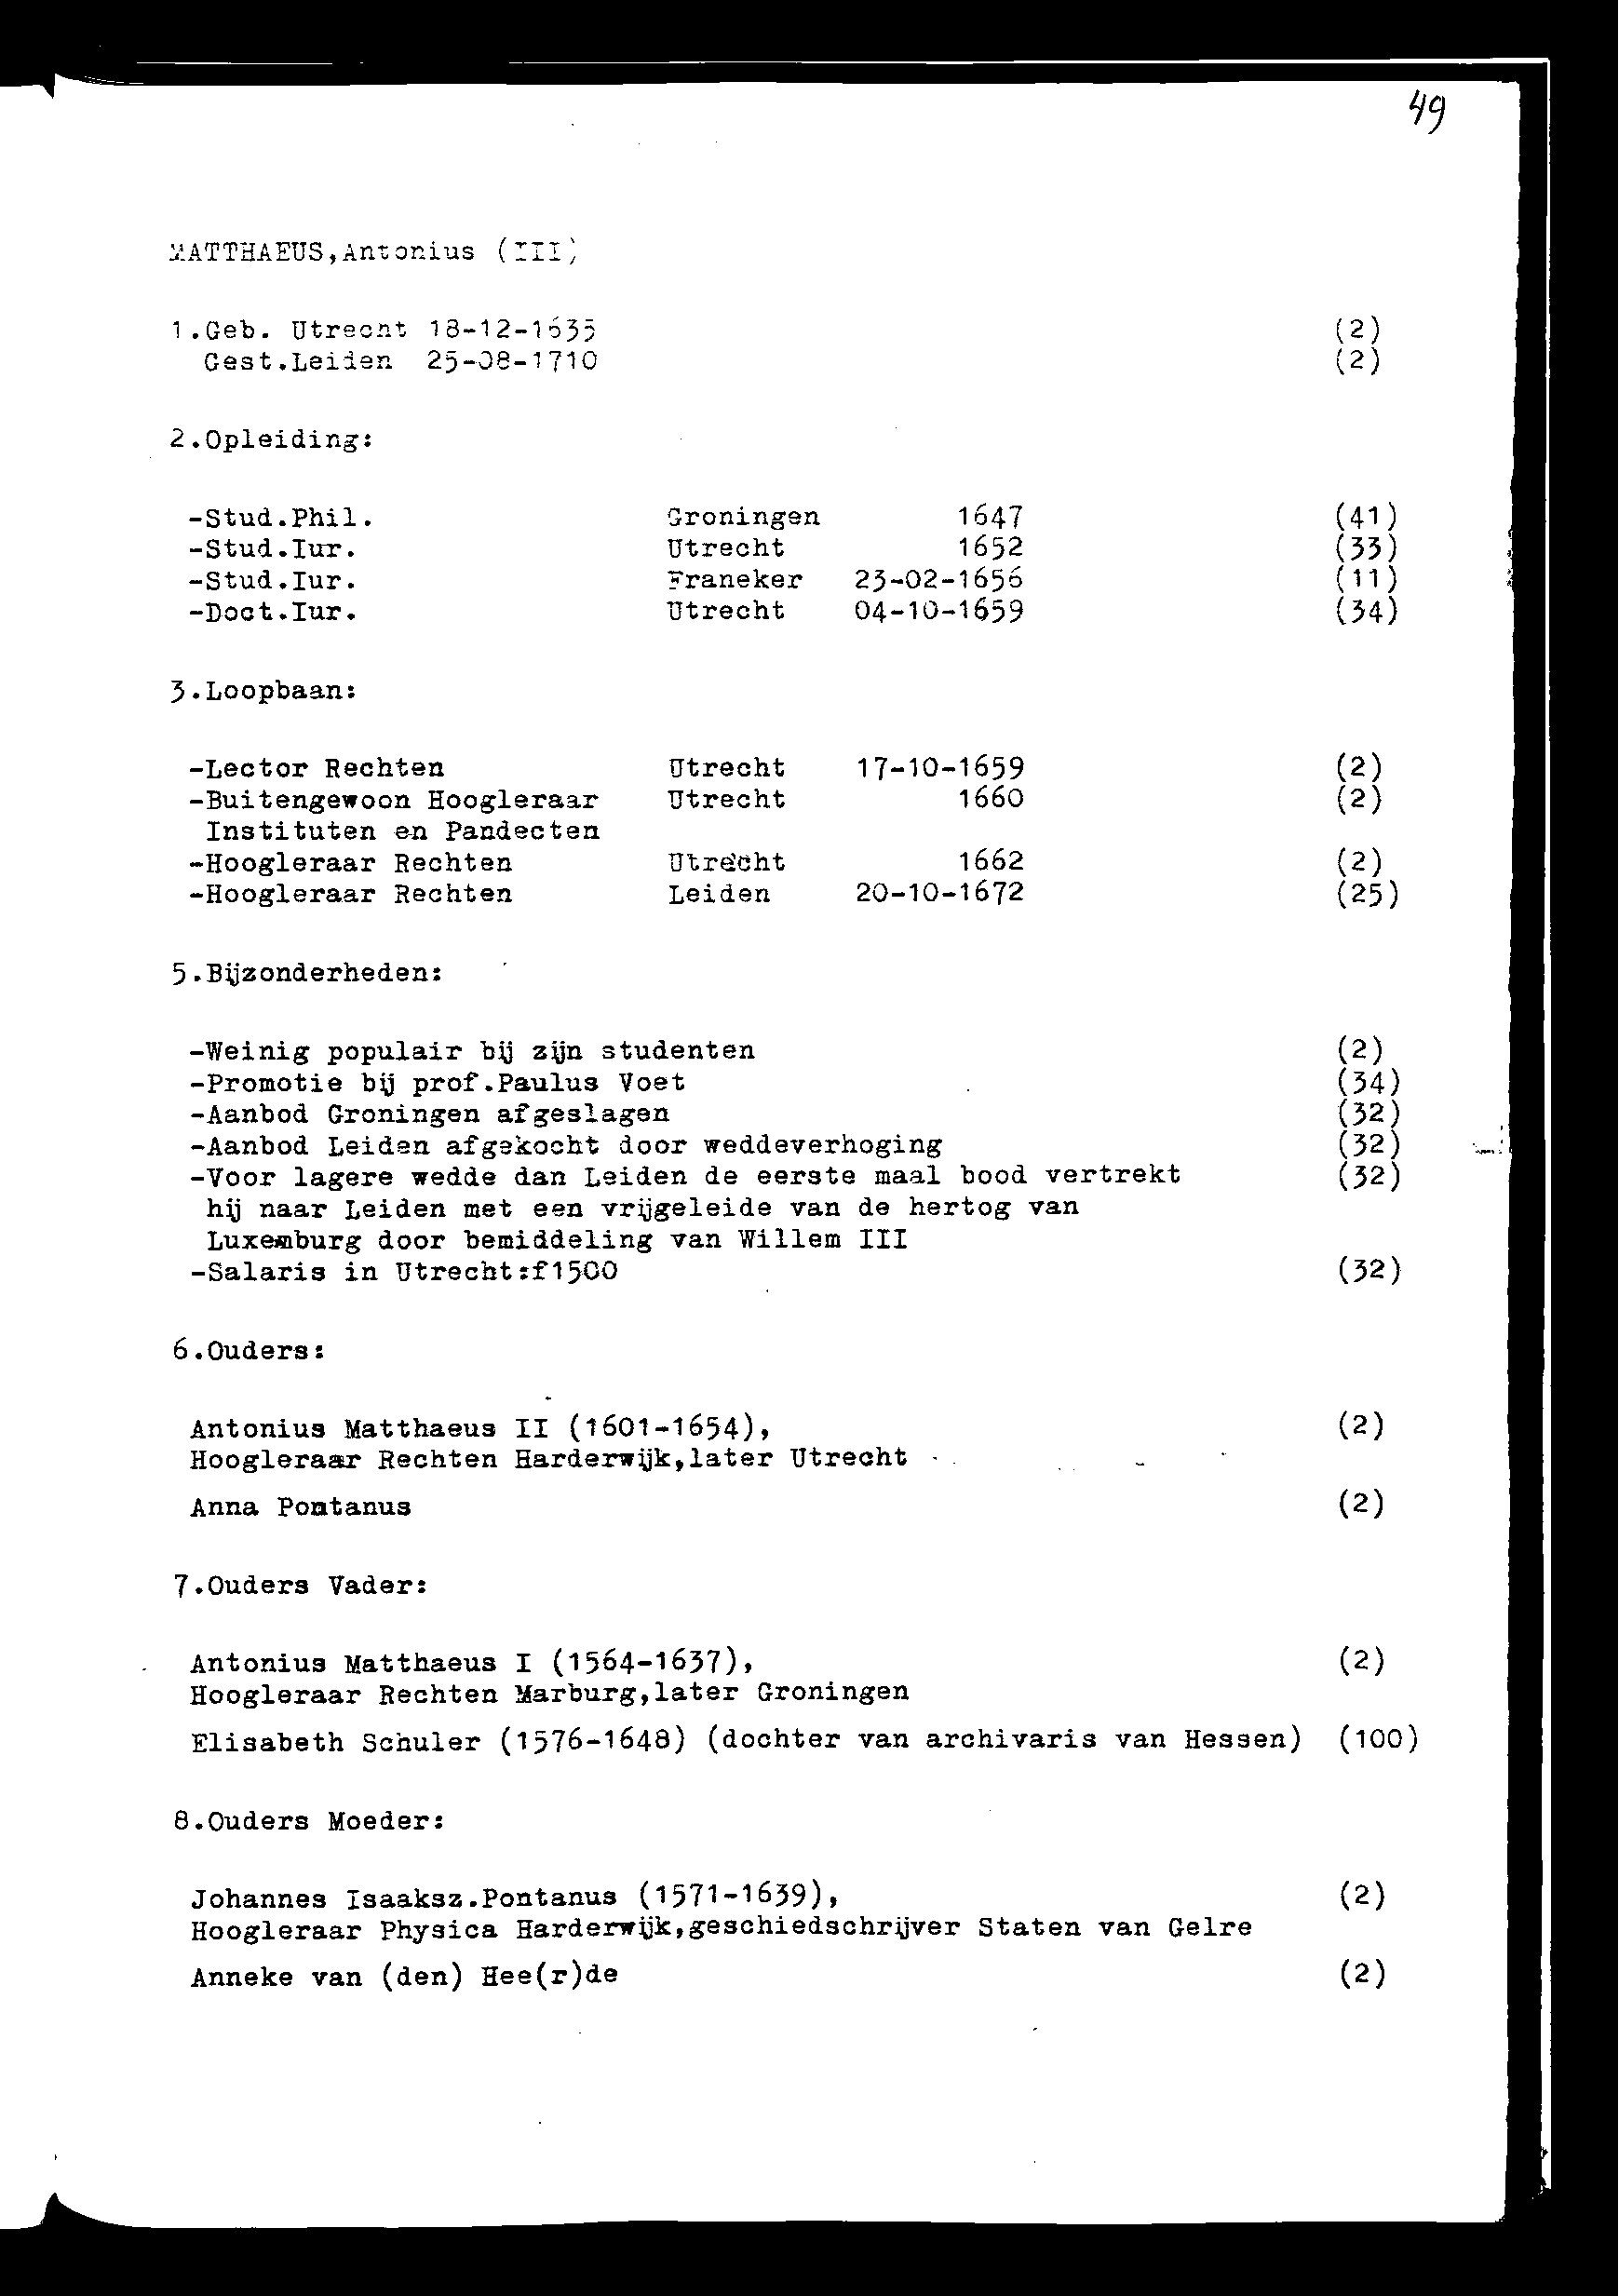 49
MATTHAEUS,Antonius (III)
1.Geb. Utrecht 18-12-1635 (2)
Gest.Leiden 25-08-1710 (2)
2.Opleiding:
-Stud.Phil. Groningen 1647 (41)
-Stud.Iur. Utrecht 1652 (33)
-Stud.Iur. Franeker 23-02-1656 (11)
-Doct.Iur. Utrecht 04-10-1659 (34)
3.Loopbaan:
-Lector Rechten Utrecht 17-10-1659 (2)
-Buitengewoon Hoogleraar Utrecht 1660 (2)
Instituten en Pandecten
-Hoogleraar Rechten Utrecht 1662 (2)
-Hoogleraar Rechten Leiden 20-10-1672 (25)
5.Bijzonderheden:
-Weinig populair bij zijn studenten (2)
-Promotie bij prof.Paulus Voet (34)
-Aanbod Groningen afgeslagen (32)
-Aanbod Leiden afgekocht door weddeverhoging (32)
-Voor lagere wedde dan Leiden de eerste maal bood vertrekt (32)
hij naar Leiden met een vrijgeleide van de hertog van
Luxemburg door bemiddeling van Willem III
-Salaris in Utrecht:f1500 (32)
6.Ouders:
Antonius Matthaeus II (1601-1654), (2)
Hoogleraar Rechten Harderwijk,later Utrecht
Anna Pontanus (2)
7.Ouders Vader:
Antonius Matthaeus I (1564-1637), (2)
Hoogleraar Rechten Marburg,later Groningen
Elisabeth Schuler (1576-1648) (dochter van archivaris van Hessen) (100)
8.Ouders Moeder:
Johannes Isaaksz.Pontanus (1571-1639), (2)
Hoogleraar Physica Harderwijk,geschiedschrijver Staten van Gelre
Anneke van (den) Hee(r)de (2)